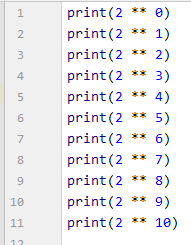 1 print(2 ** 0)
2 print(2 ** 1)
3 print(2 ** 2)
4 print(2 ** 3)
5 print(2 ** 4)
6 print(2 ** 5)
7 print(2 ** 6)
8 print(2 ** 7)
9 print(2 ** 8)
10 print(2 ** 9)
11 print(2 ** 10)
12